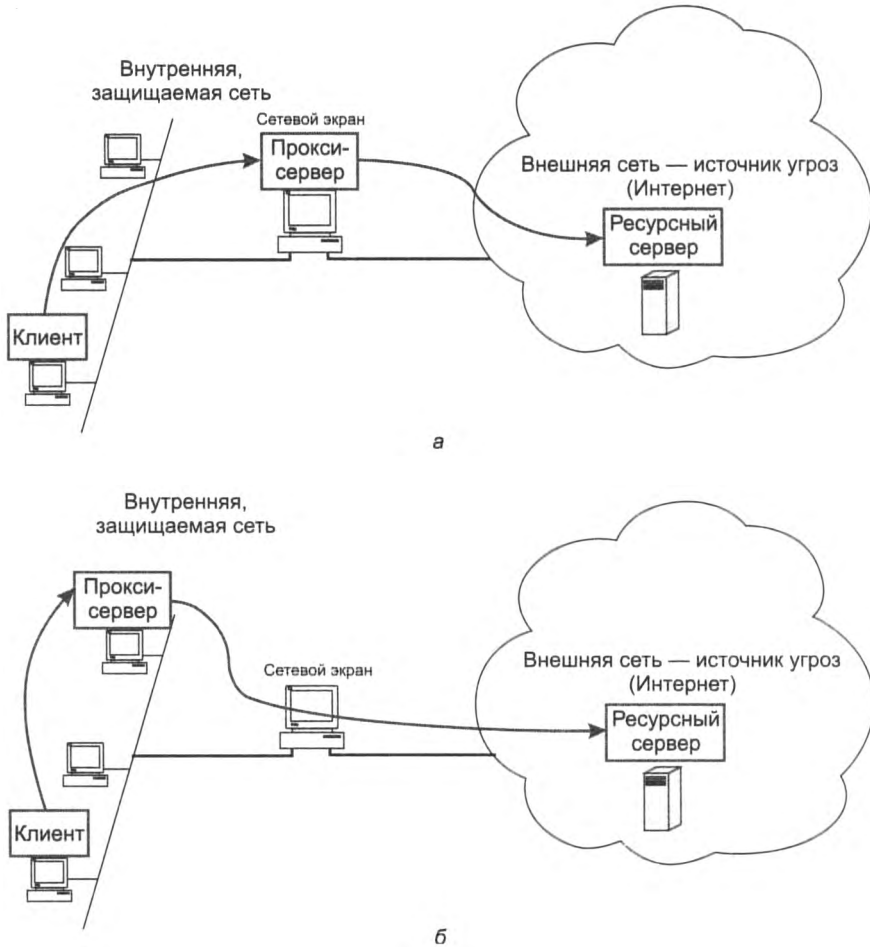 Внутренняя,
защищаемая сеть
Сетевой экран
Прокси-
сервер
Внешняя сеть — источник угроз
(Интернет)
Ресурсный
сервер
Клиент
а
Внутренняя,
защищаемая сеть
Прокси-
сервер
Сетевой экран
Внешняя сеть — источник угроз
(Интернет)
Ресурсный
сервер
Клиент
б